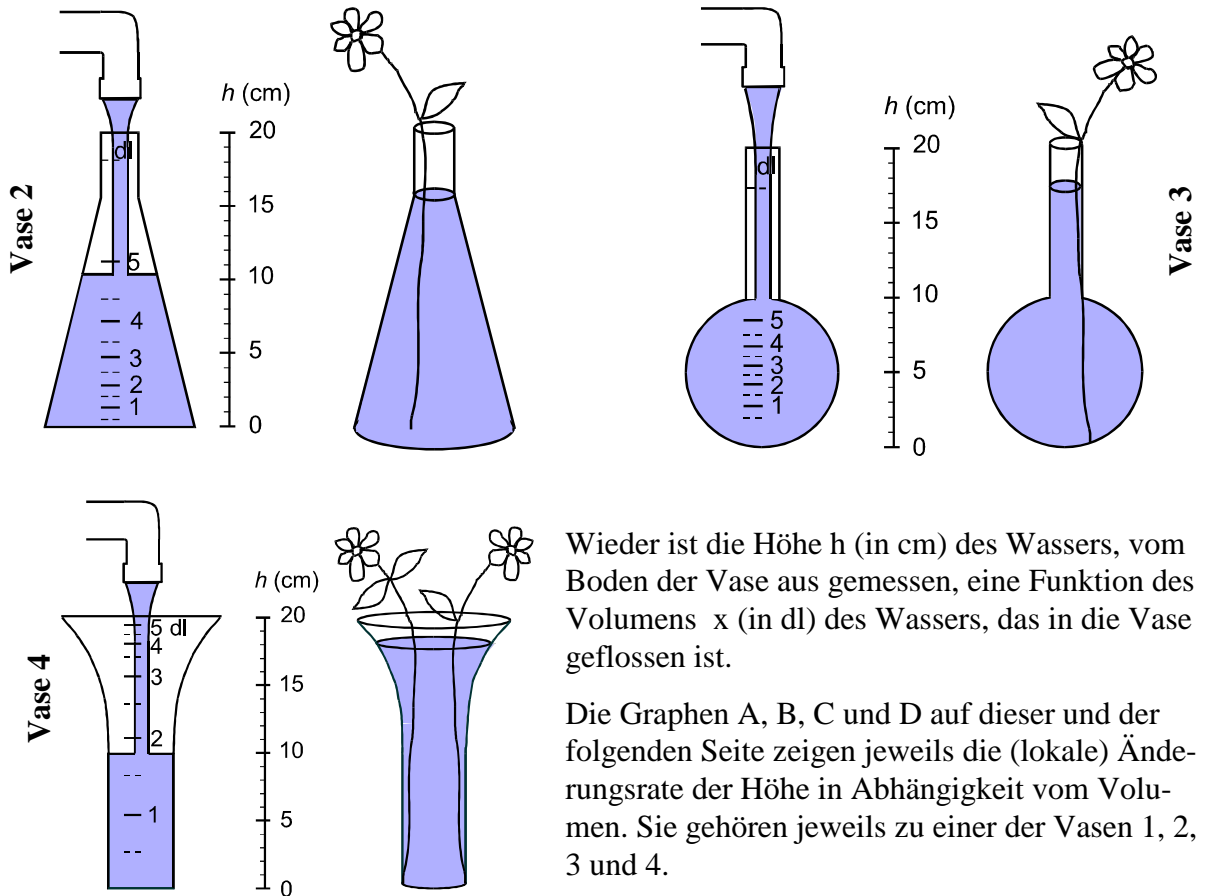 h (cm)
20
15
10
5
0
dl
5
4
3
2
1
Vase 2
h (cm)
20
15
10
5
0
dl
5
4
3
2
1
Vase 3
h (cm)
20
15
10
5
0
5 dl
4
3
2
1
Vase 4
Wieder ist die Höhe h (in cm) des Wassers, vom
Boden der Vase aus gemessen, eine Funktion des
Volumens x (in dl) des Wassers, das in die Vase
geflossen ist.
Die Graphen A, B, C und D auf dieser und der
folgenden Seite zeigen jeweils die (lokale) Ände-
rungsrate der Höhe in Abhängigkeit vom Volu-
men. Sie gehören jeweils zu einer der Vasen 1, 2,
3 und 4.